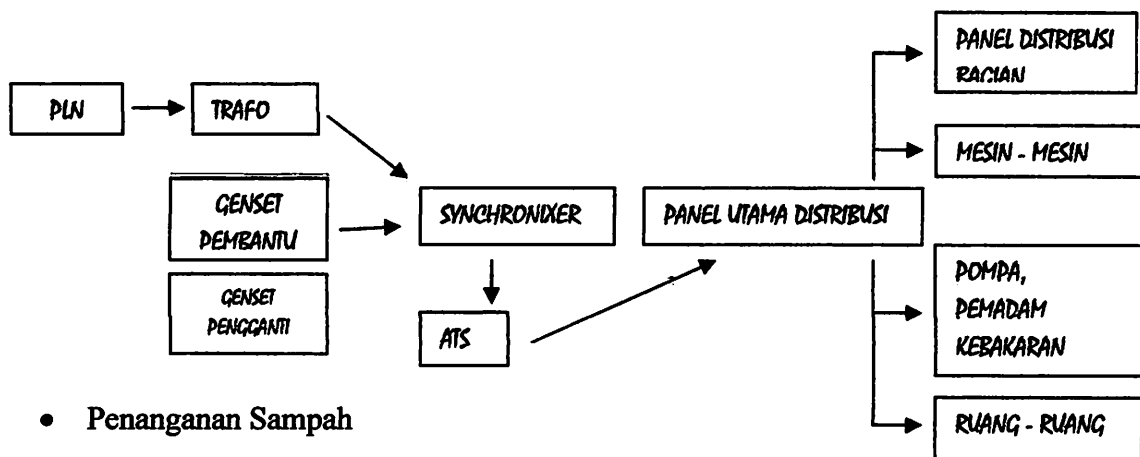 PLN
TRAFO
GENSET
PEMBANTU
GENSET
PENGGANTI
SYNCHRONIXER
ATS
PANEL UTAMA DISTRIBUSI
PANEL DISTRIBUSI
BAGIAN
MESIN - MESIN
POMPA,
PEMADAM
KEBAKARAN
RUANG - RUANG
• Penanganan Sampah